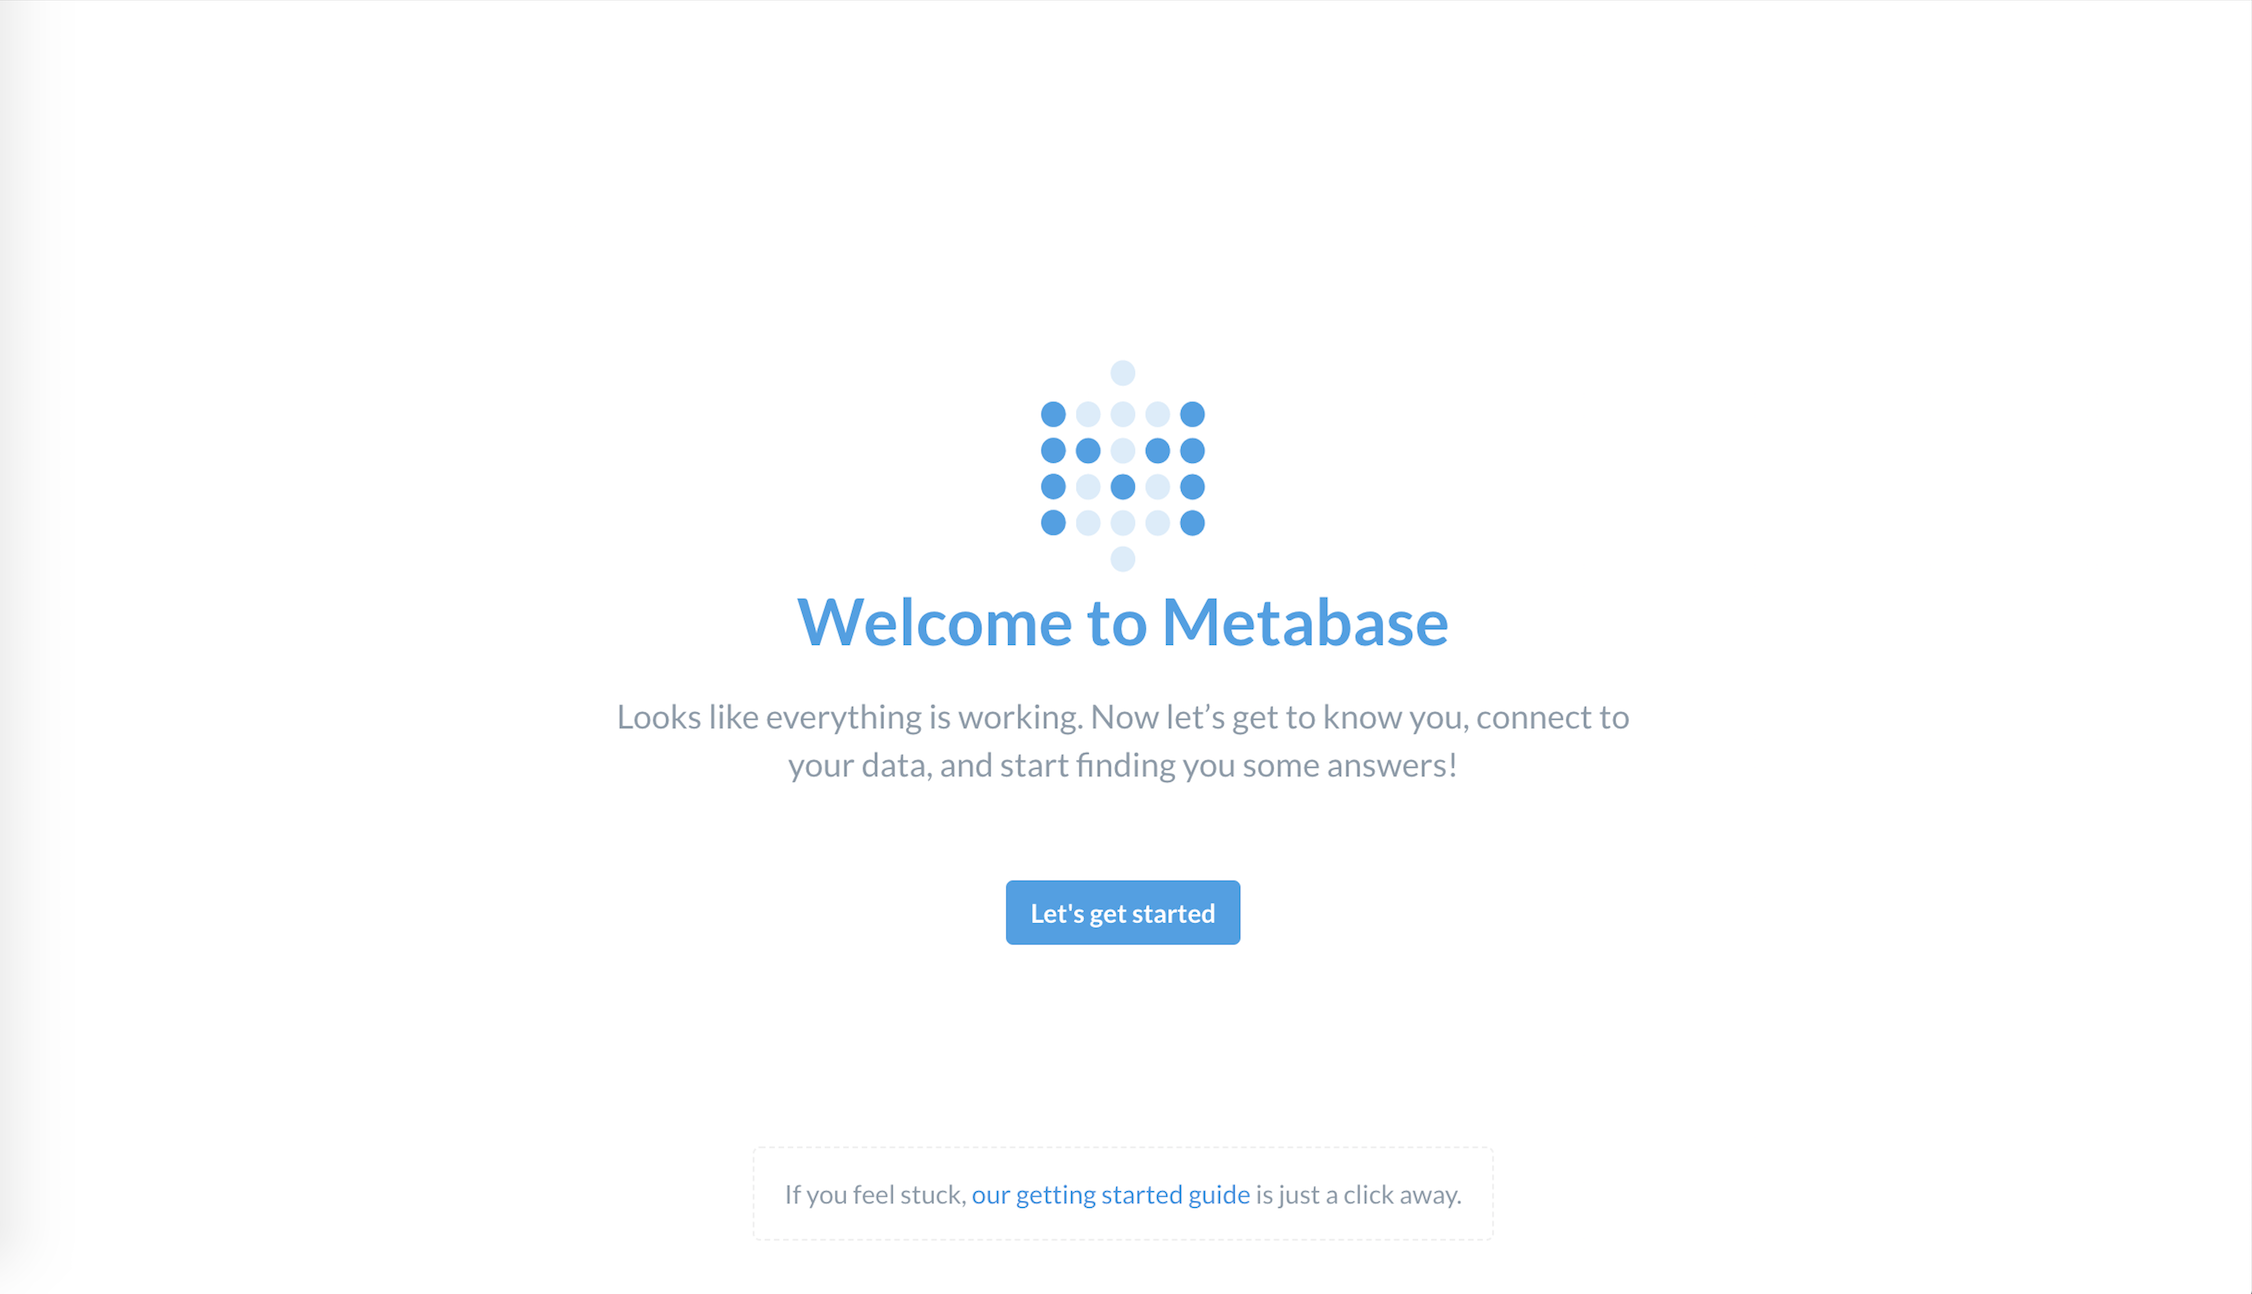 Welcome to Metabase
Looks like everything is working. Now let’s get to know you, connect to
your data, and start finding you some answers!
Let's get started
If you feel stuck, our getting started guide is just a click away.